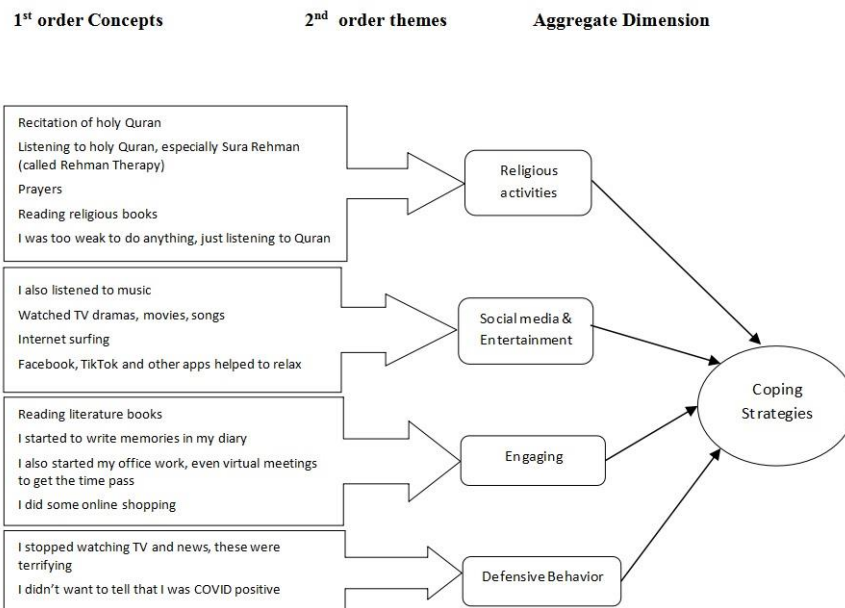 1st order Concepts
2nd order themes
Aggregate Dimension
Recitation of holy Quran
Listening to holy Quran, especially Sura Rehman
(called Rehman Therapy)
Prayers
Reading religious books
I was too weak to do anything, just listening to Quran
Religious
activities
I also listened to music
Watched TV dramas, movies, songs
Internet surfing
Facebook, TikTok and other apps helped to relax
Social media &
Entertainment
Coping
Strategies
Reading literature books
I started to write memories in my diary
I also started my office work, even virtual meetings
to get the time pass
I did some online shopping
Engaging
I stopped watching TV and news, these were
terrifying
I didn't want to tell that I was COVID positive
Defensive Behavior